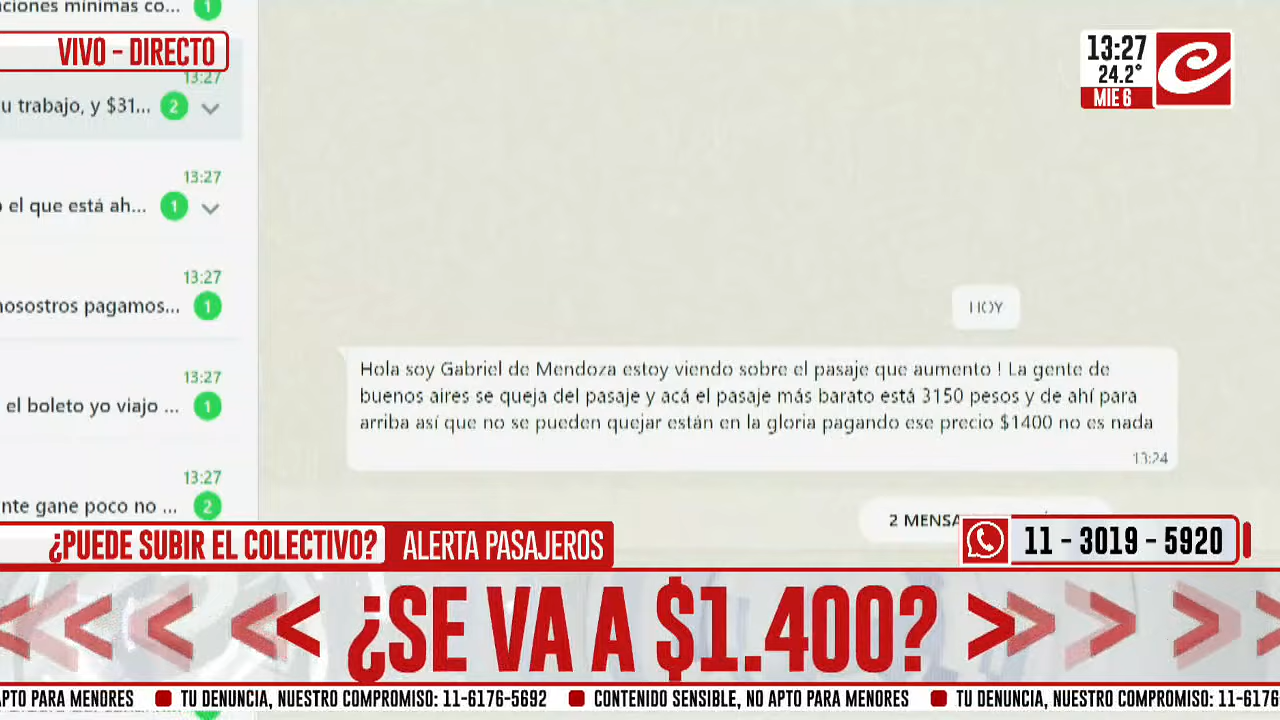 ciones mínimas co... 1
VIVO - DIRECTO
13:27
24.2°
MIE 6
13:27
u trabajo, y $31... 2
13:27
el que está ah... 1
13:27
nosostros pagamos... 1
13:27
el boleto yo viajo ... 1
13:27
nte gane poco no ... 2
HOY
Hola soy Gabriel de Mendoza estoy viendo sobre el pasaje que aumento ! La gente de
buenos aires se queja del pasaje y acá el pasaje más barato está 3150 pesos y de ahí para
arriba así que no se pueden quejar están en la gloria pagando ese precio $1400 no es nada
13:24
2 MENSA
¿PUEDE SUBIR EL COLECTIVO? ALERTA PASAJEROS
11 - 3019 - 5920
¿SE VA A $1.400?
APTO PARA MENORES TU DENUNCIA, NUESTRO COMPROMISO: 11-6176-5692 CONTENIDO SENSIBLE, NO APTO PARA MENORES TU DENUNCIA, NUESTRO COMPROMISO: 11-6176